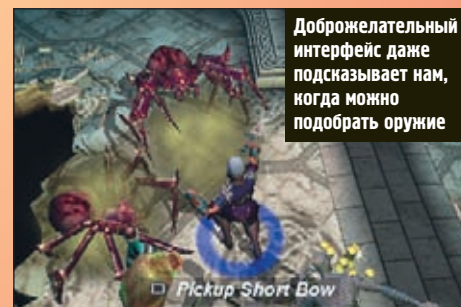 Доброжелательный
интерфейс даже
подсказывает нам,
когда можно
подобрать оружие
Pickup Short Bow